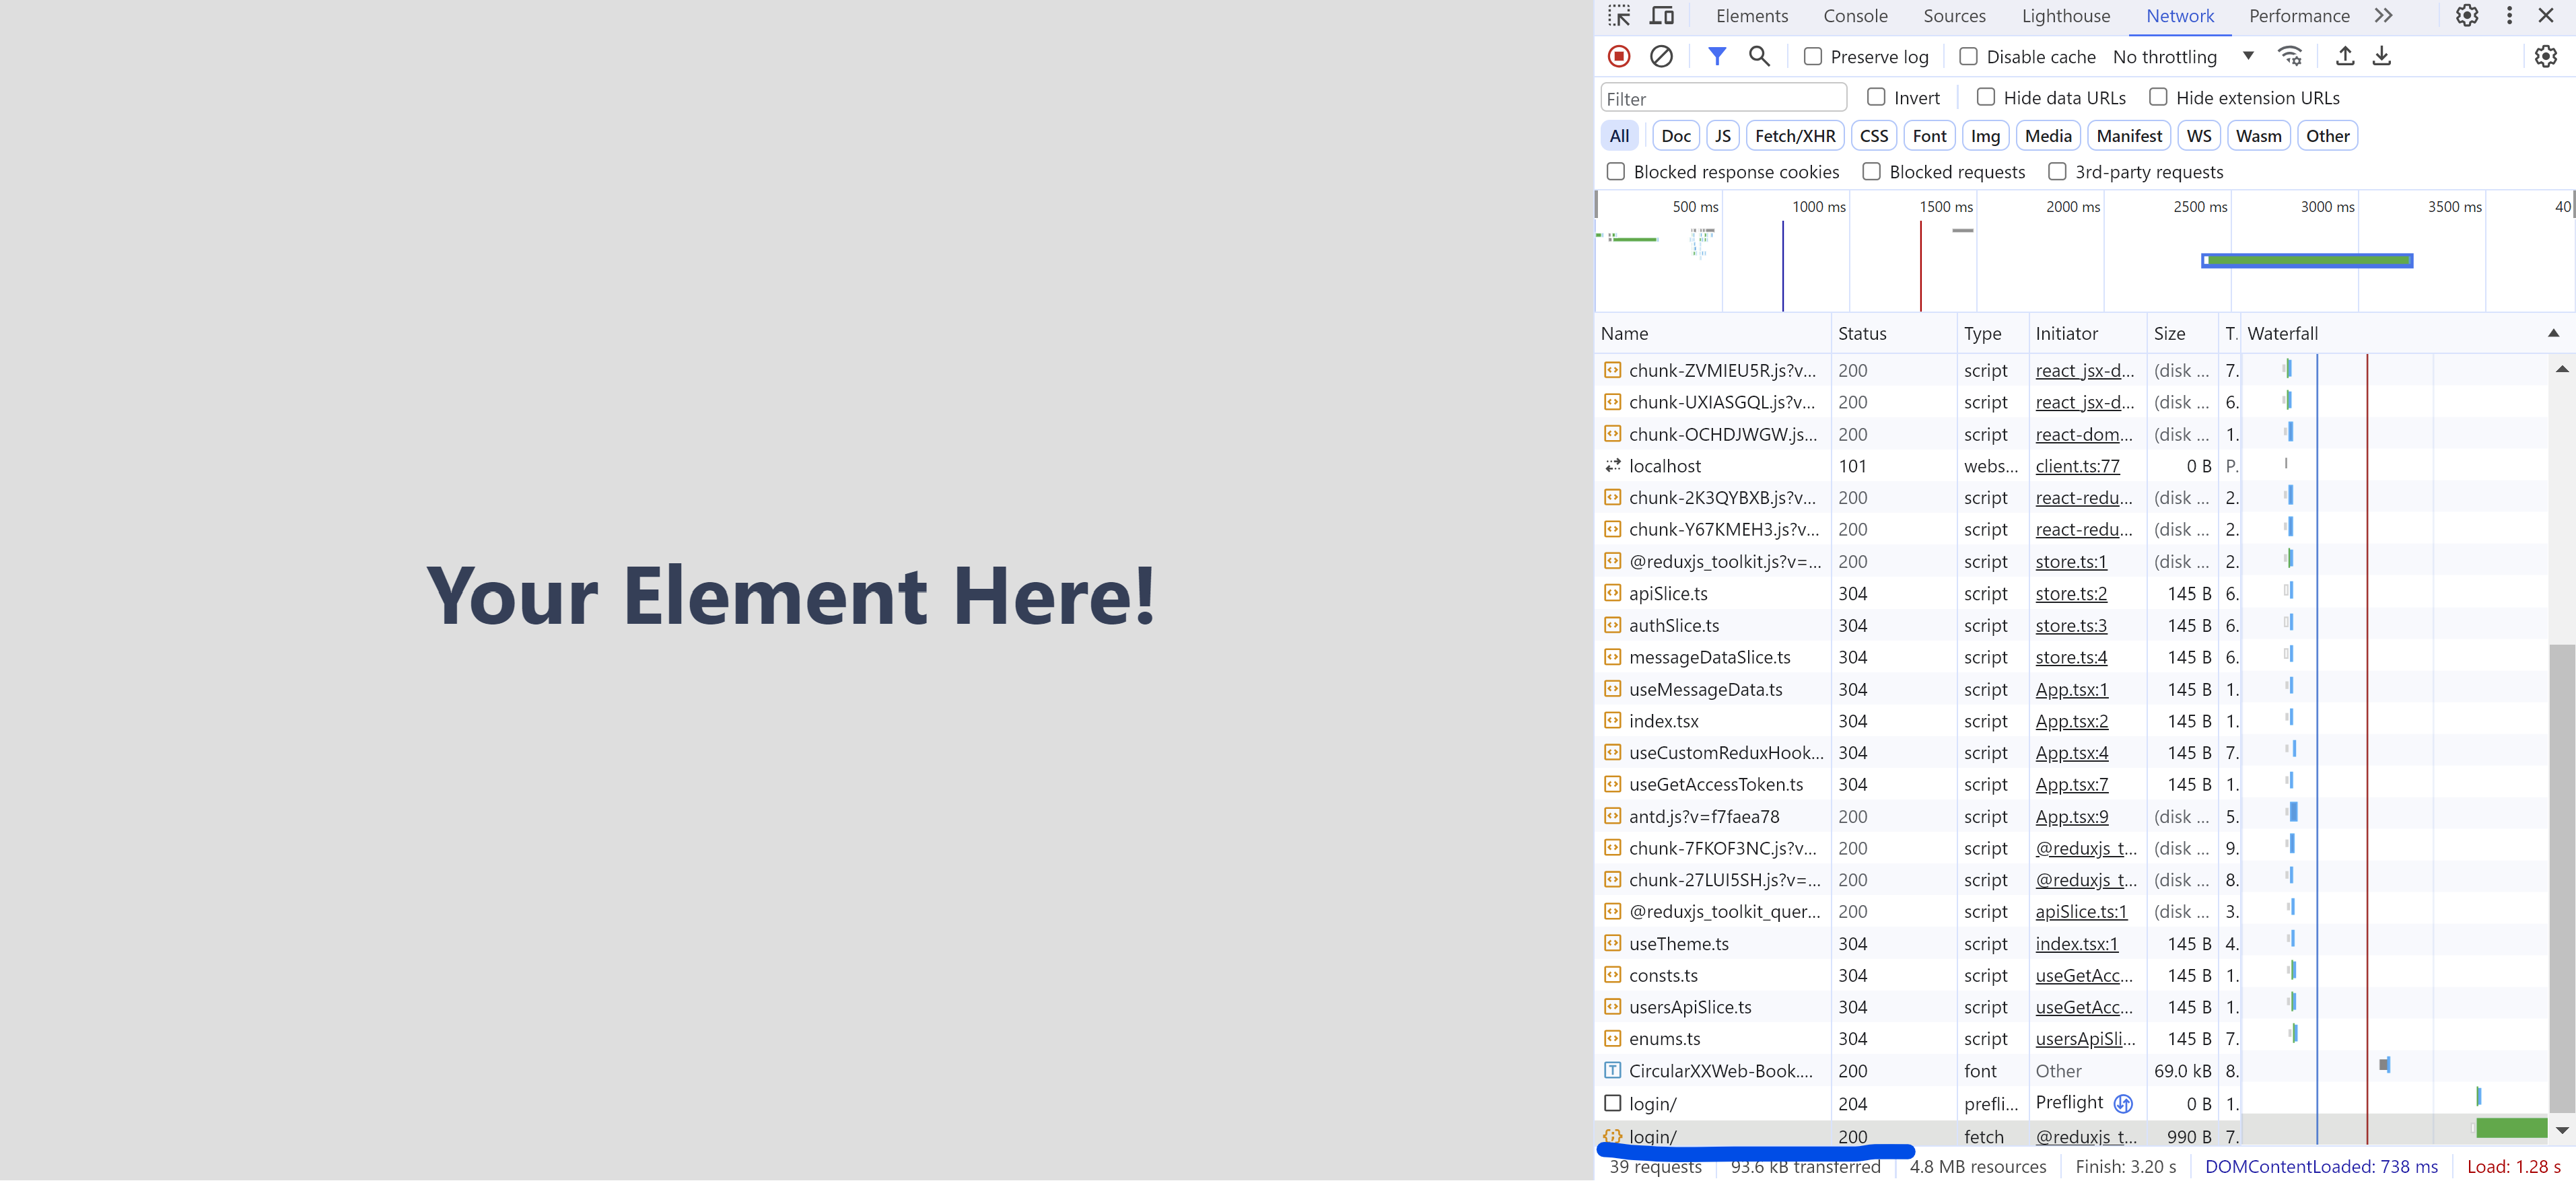 Elements Console Sources Lighthouse Network Performance
Preserve log Disable cache No throttling
Filter Invert Hide data URLs Hide extension URLs
All Doc JS Fetch/XHR CSS Font Img Media Manifest WS Wasm Other
Blocked response cookies Blocked requests 3rd-party requests
500 ms 1000 ms 1500 ms 2000 ms 2500 ms 3000 ms 3500 ms 40
Name Status Type Initiator Size T. Waterfall
chunk-ZVMIEU5R.js?v... 200 script react_jsx-d... (disk ... 7.
chunk-UXIASGQL.js?v... 200 script react_jsx-d... (disk ... 6.
chunk-OCHDJWGW.js... 200 script react-dom... (disk ... 1.
localhost 101 webs... client.ts:77 0 B P.
chunk-2K3QYBXB.js?v... 200 script react-redu... (disk ... 2.
chunk-Y67KMEH3.js?v... 200 script react-redu... (disk ... 2.
@reduxjs_toolkit.js?v=... 200 script store.ts:1 (disk ... 2.
apiSlice.ts 304 script store.ts:2 145 B 6.
authSlice.ts 304 script store.ts:3 145 B 6.
messageDataSlice.ts 304 script store.ts:4 145 B 6.
useMessageData.ts 304 script App.tsx:1 145 B 1.
index.tsx 304 script App.tsx:2 145 B 1.
useCustomReduxHook... 304 script App.tsx:4 145 B 7.
useGetAccessToken.ts 304 script App.tsx:7 145 B 1.
antd.js?v=f7faea78 200 script App.tsx:9 (disk ... 5.
chunk-7FKOF3NC.js?v... 200 script @reduxjs_t... (disk ... 9.
chunk-27LUI5SH.js?v=... 200 script @reduxjs_t... (disk ... 8.
@reduxjs_toolkit_quer... 200 script apiSlice.ts:1 (disk ... 3.
useTheme.ts 304 script index.tsx:1 145 B 4.
consts.ts 304 script useGetAcc... 145 B 1.
usersApiSlice.ts 304 script useGetAcc... 145 B 1.
enums.ts 304 script usersApiSli... 145 B 7.
CircularXXWeb-Book.... 200 font Other 69.0 kB 8.
login/ 204 prefli... Preflight 0 B 1.
login/ 200 fetch @reduxjs_t... 990 B 7.
39 requests 93.6 kB transferred 4.8 MB resources Finish: 3.20 s DOMContentLoaded: 738 ms Load: 1.28 s
Your Element Here!